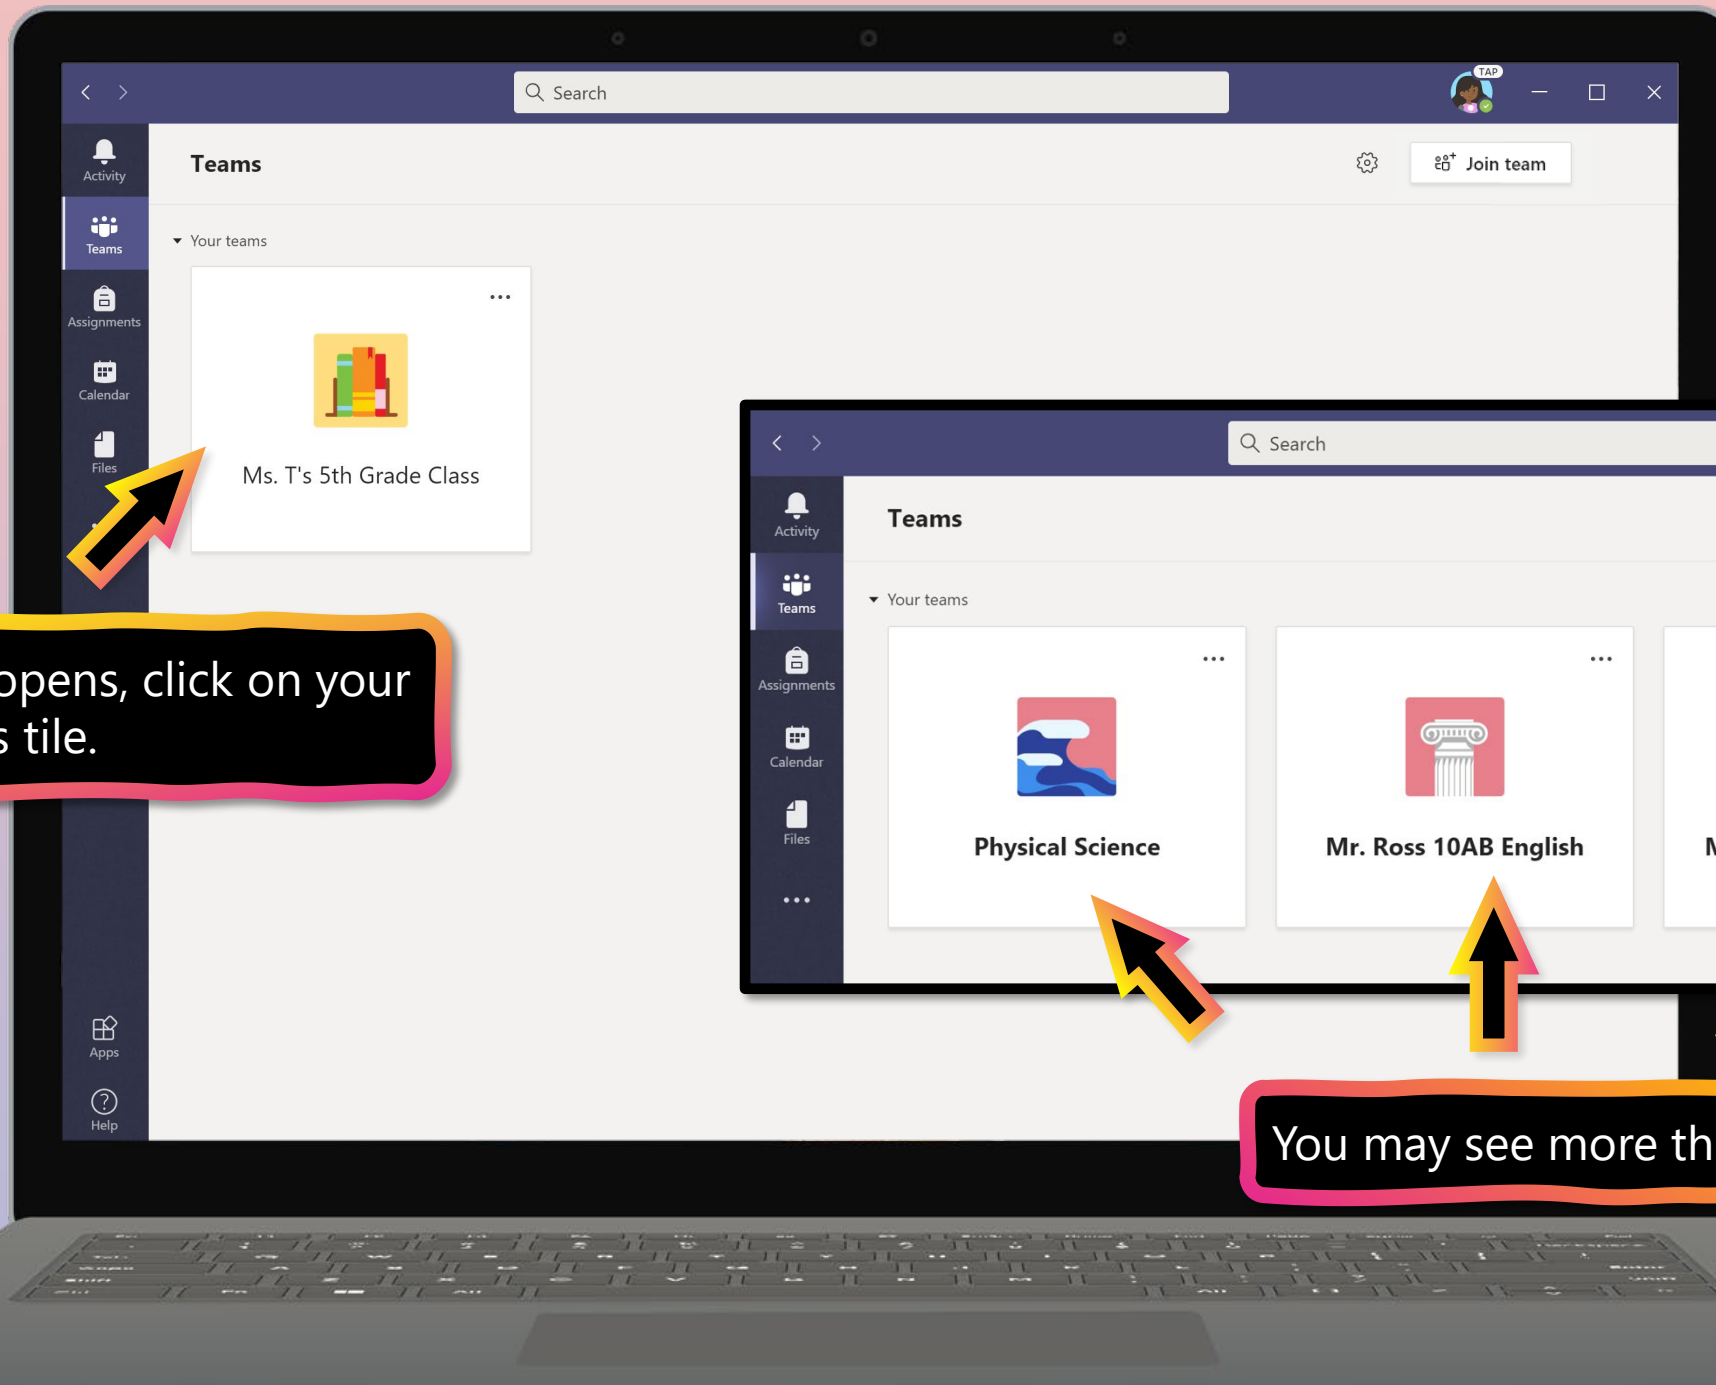 Search
TAP
Activity
Teams
Join team
Teams
Your teams
Assignments
Calendar
Files
Ms. T's 5th Grade Class
opens, click on your
s tile.
Apps
Help
Search
Activity
Teams
Teams
Your teams
Assignments
Calendar
Files
Physical Science
Mr. Ross 10AB English
You may see more th